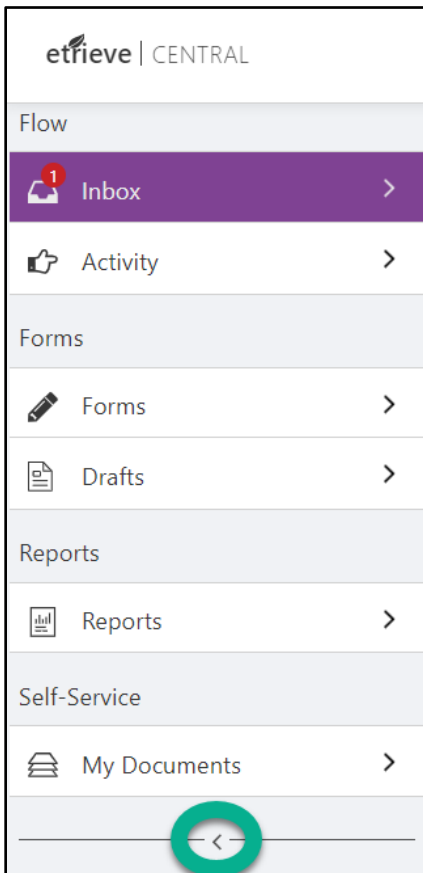 etrieve | CENTRAL
Flow
1
Inbox
Activity
Forms
Forms
Drafts
Reports
Reports
Self-Service
My Documents